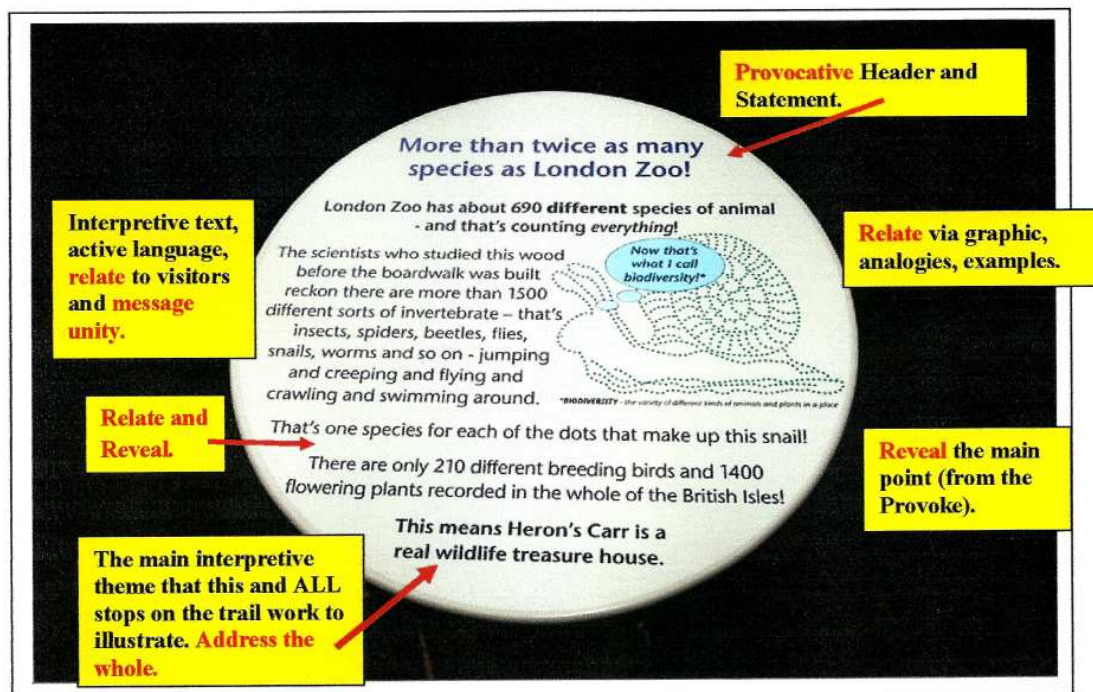 Provocative Header and
Statement.
More than twice as many
species as London Zoo!
London Zoo has about 690 different species of animal
- and that's counting everything!
Interpretive text,
active language,
relate to visitors
and message
unity.
The scientists who studied this wood
before the boardwalk was built
reckon there are more than 1500
different sorts of invertebrate – that's
insects, spiders, beetles, flies,
snails, worms and so on - jumping
and creeping and flying and
crawling and swimming around.
Now that's
what I call
biodiversity!*
*BIODIVERSITY - the variety of different kinds of animals and plants in a place
Relate via graphic,
analogies, examples.
Relate and
Reveal.
That's one species for each of the dots that make up this snail!
There are only 210 different breeding birds and 1400
flowering plants recorded in the whole of the British Isles!
Reveal the main
point (from the
Provoke).
This means Heron's Carr is a
real wildlife treasure house.
The main interpretive
theme that this and ALL
stops on the trail work to
illustrate. Address the
whole.